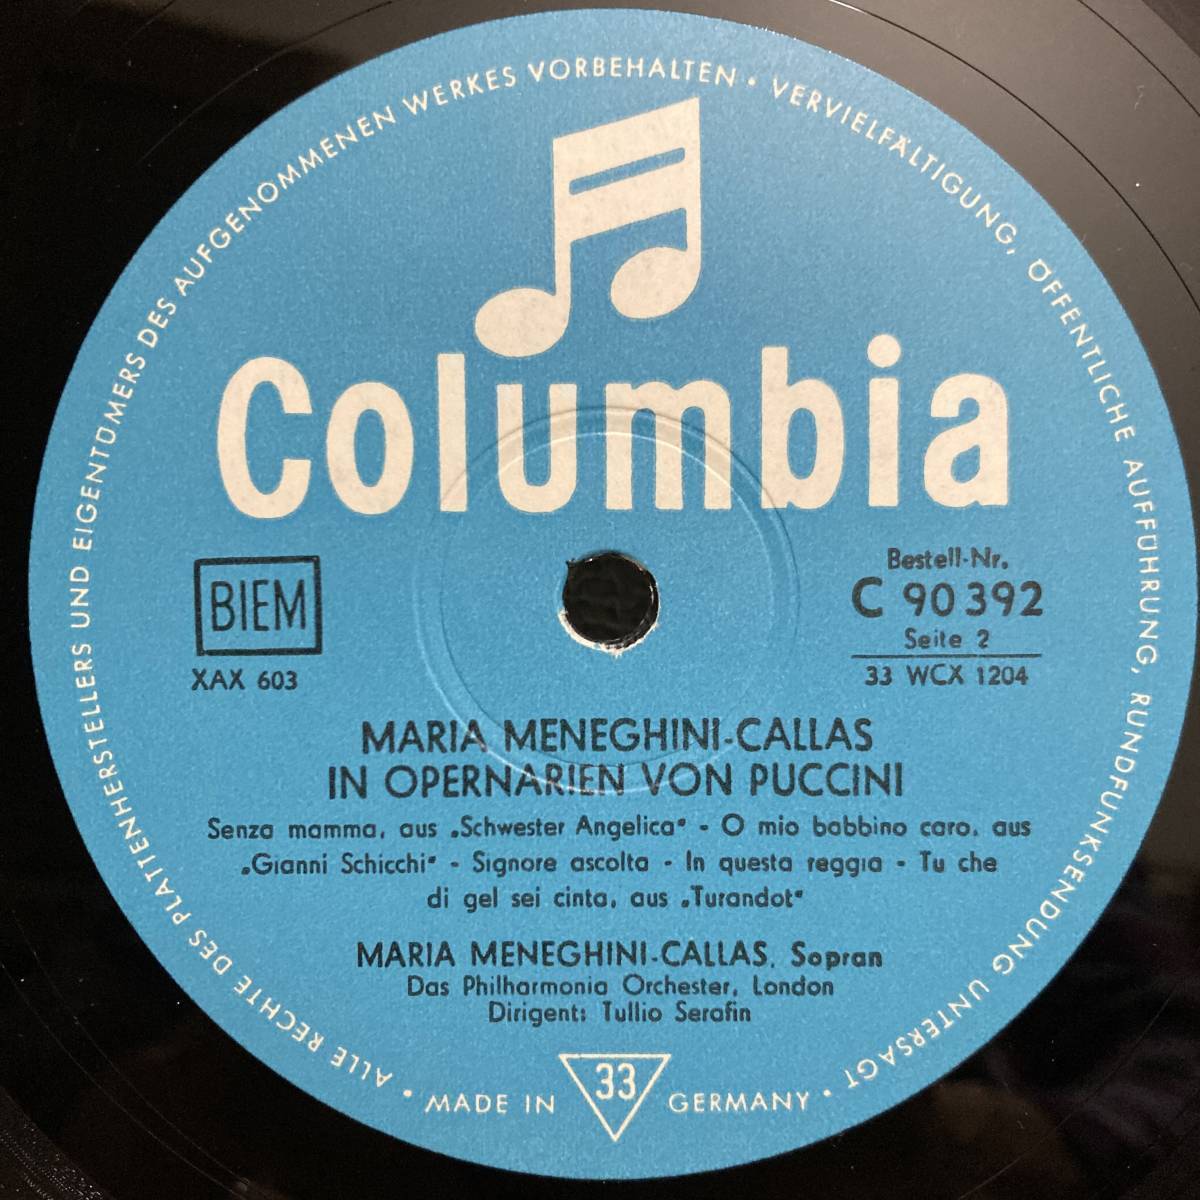 ALLE RECHTE DES PLATTENHERSTELLERS UND EIGENTÜMERS DES AUFGENOMMENEN WERKES VORBEHALTEN · VERVIELFÄLTIGUNG, ÖFFENTLICHE AUFFÜHRUNG, RUNDFUNKSENDUNG UNTERSAGT ·
Columbia
BIEM
XAX 603
Bestell-Nr.
C 90 392
Seite 2
33 WCX 1204
MARIA MENEGHINI-CALLAS
IN OPERNARIEN VON PUCCINI
Senza mamma, aus „Schwester Angelica" - O mio babbino caro, aus
„Gianni Schicchi" - Signore ascolta - In questa reggia - Tu che
di gel sei cinta, aus „Turandot"
MARIA MENEGHINI-CALLAS, Sopran
Das Philharmonia Orchester, London
Dirigent: Tullio Serafin
· MADE IN 33 GERMANY ·